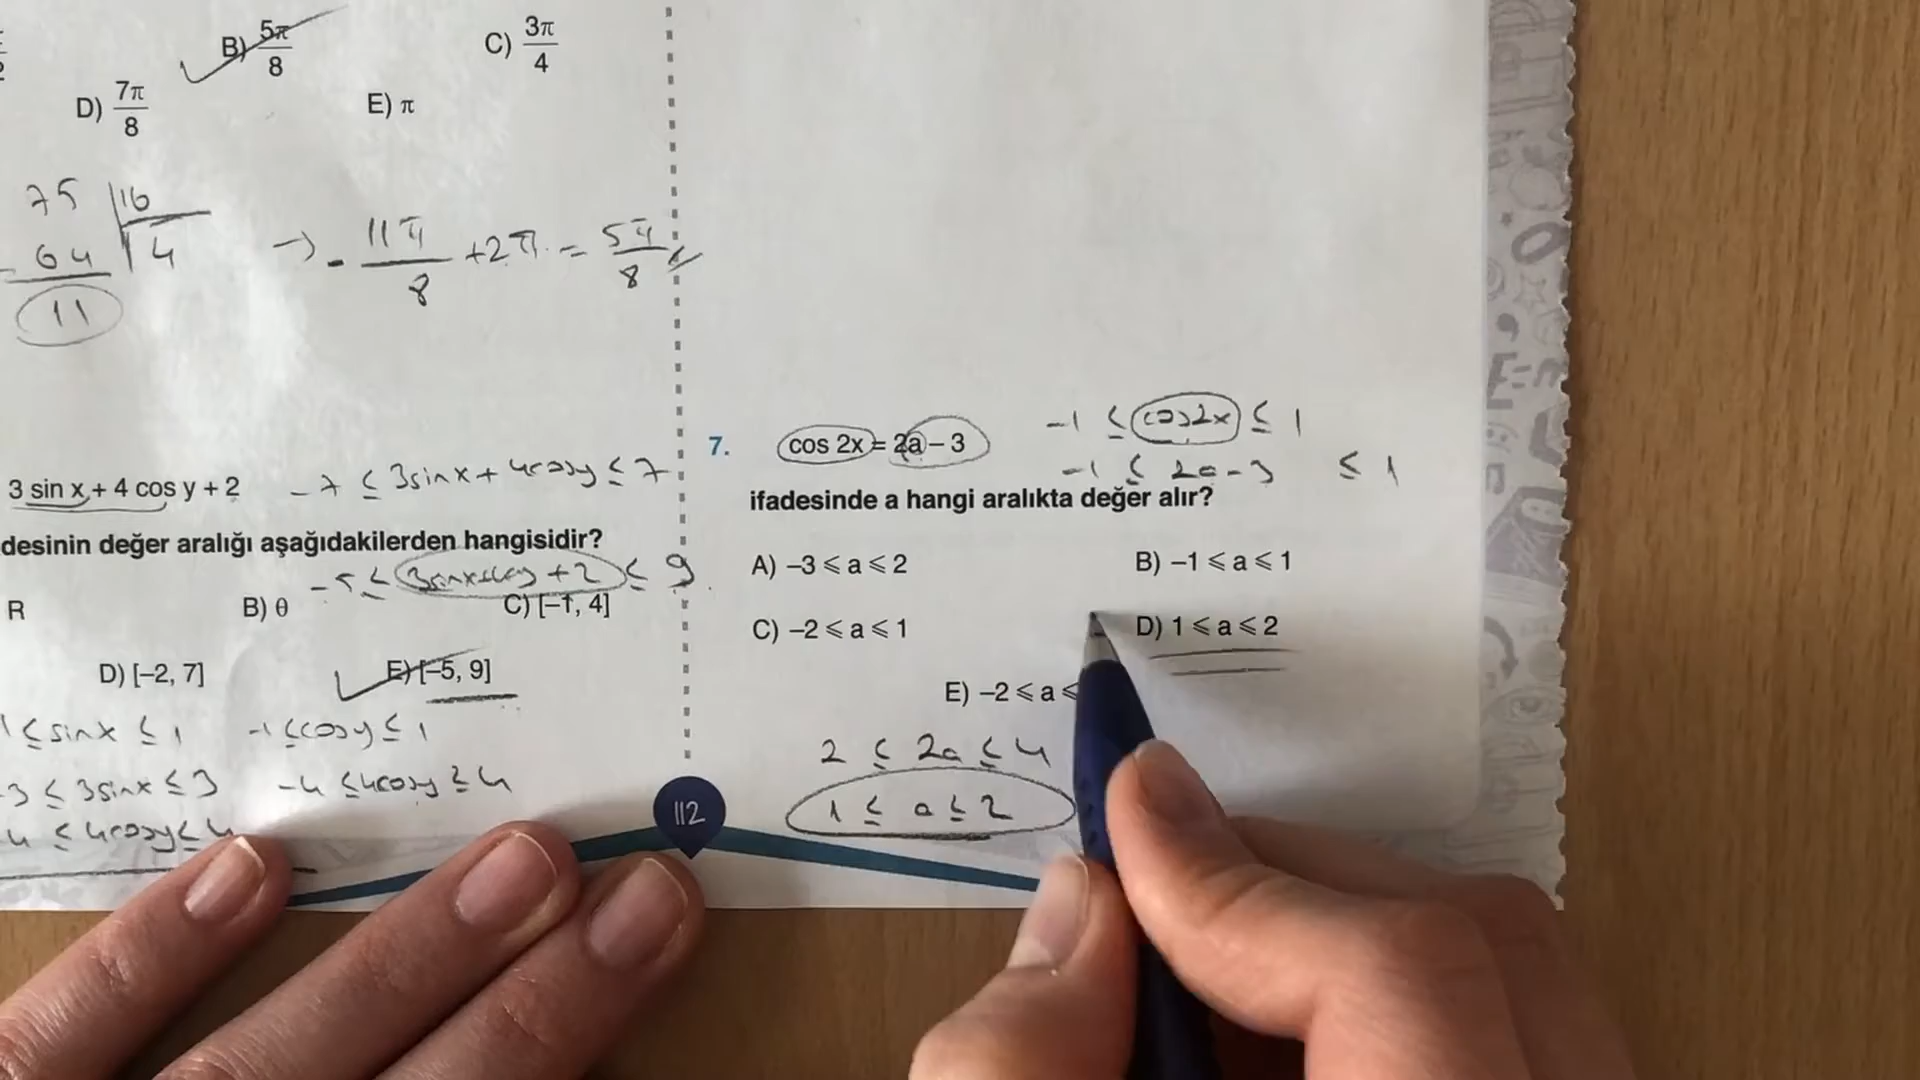 B) 5π/8
C) 3π/4
D) 7π/8
E) π
75 |16
- 64 | 4
11
→ - 11π/8 + 2π = 5π/8
3 sin x + 4 cos y + 2
-7 ≤ 3sinx + 4cosy ≤ 7
desinin değer aralığı aşağıdakilerden hangisidir?
-5 ≤ +2 ≤ 9
R
B) θ
C) [–1, 4]
D) [–2, 7]
E) [–5, 9]
1 ≤ sinx ≤ 1
-1 ≤ cosy ≤ 1
-3 ≤ 3sinx ≤ 3
-4 ≤ 4cosy ≤ 4
4 ≤ 4cosy ≤ 4
112
7. cos 2x = 2a – 3
-1 ≤ cos2x ≤ 1
-1 ≤ 2a - 3 ≤ 1
ifadesinde a hangi aralıkta değer alır?
A) –3 ⩽ a ⩽ 2
B) –1 ⩽ a ⩽ 1
C) –2 ⩽ a ⩽ 1
D) 1 ⩽ a ⩽ 2
E) –2 ⩽ a ⩽
2 ≤ 2a ≤ 4
1 ≤ a ≤ 2